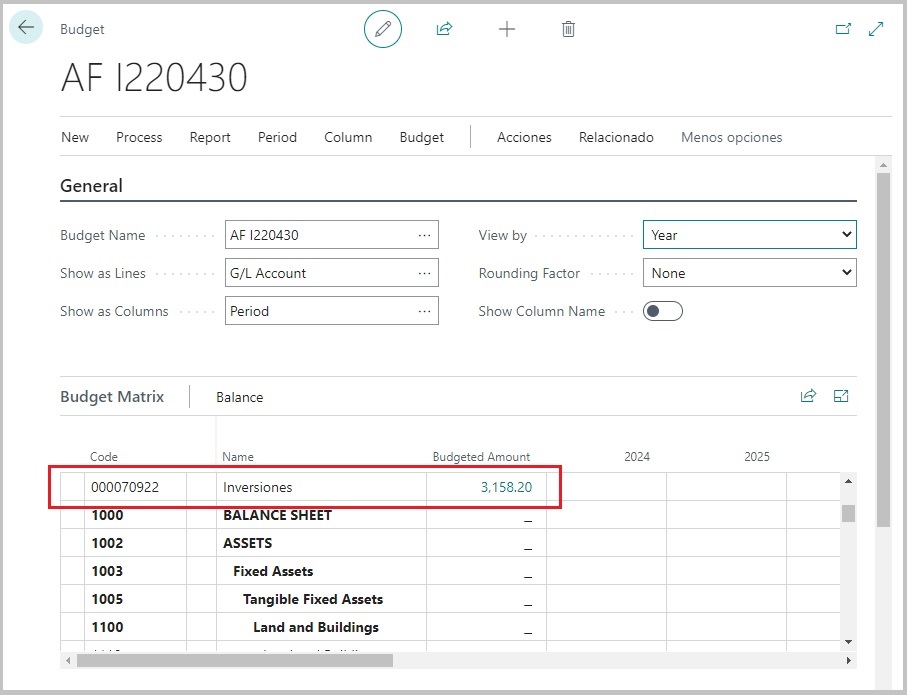 Budget
AF I220430
New Process Report Period Column Budget Acciones Relacionado Menos opciones
General
Budget Name AF I220430 ···
View by Year
Show as Lines G/L Account ···
Rounding Factor None
Show as Columns Period ···
Show Column Name
Budget Matrix Balance
Code Name Budgeted Amount 2024 2025
000070922 Inversiones 3,158.20
1000 BALANCE SHEET _
1002 ASSETS _
1003 Fixed Assets _
1005 Tangible Fixed Assets _
1100 Land and Buildings _